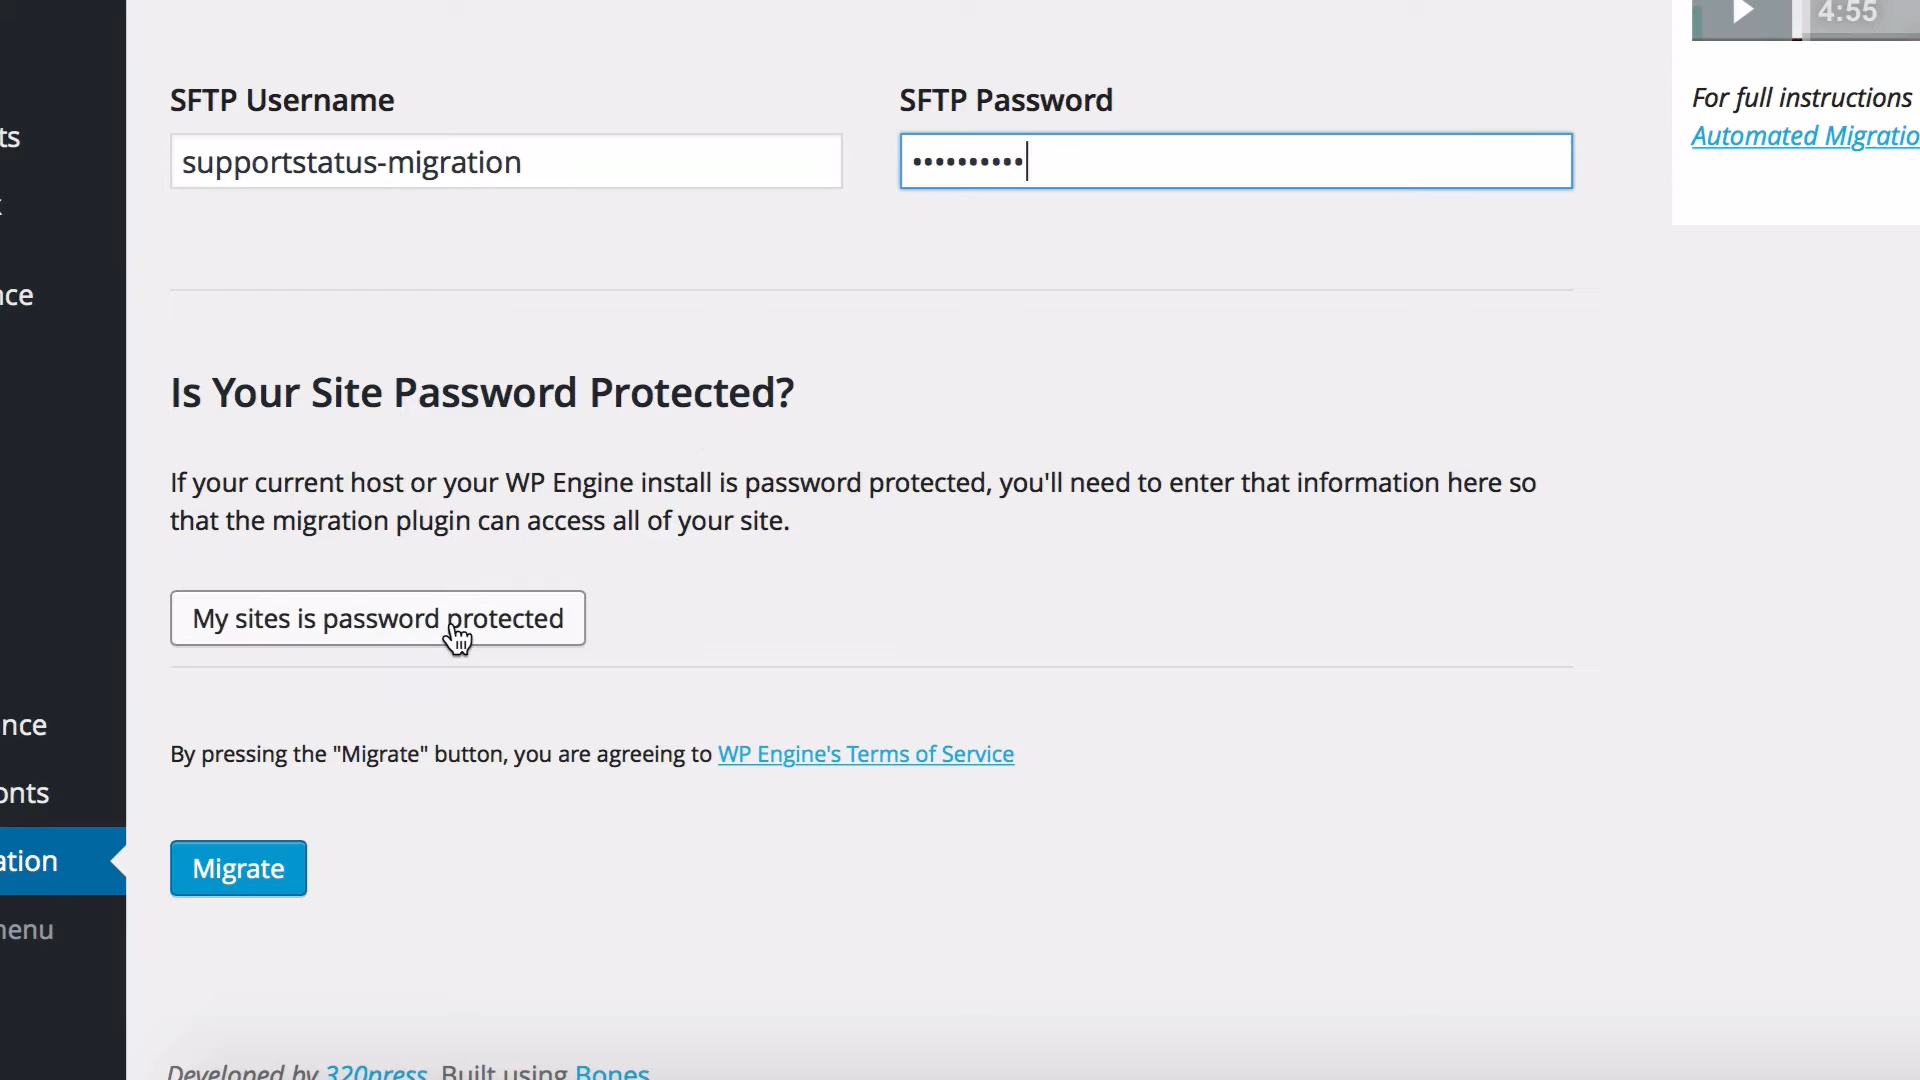 4:55
SFTP Username
SFTP Password
For full instructions
ts
supportstatus-migration
••••••••••
Automated Migratio
nce
Is Your Site Password Protected?
If your current host or your WP Engine install is password protected, you'll need to enter that information here so
that the migration plugin can access all of your site.
My sites is password protected
nce
By pressing the "Migrate" button, you are agreeing to WP Engine's Terms of Service
onts
ation
Migrate
menu
Developed by 320press. Built using Bones